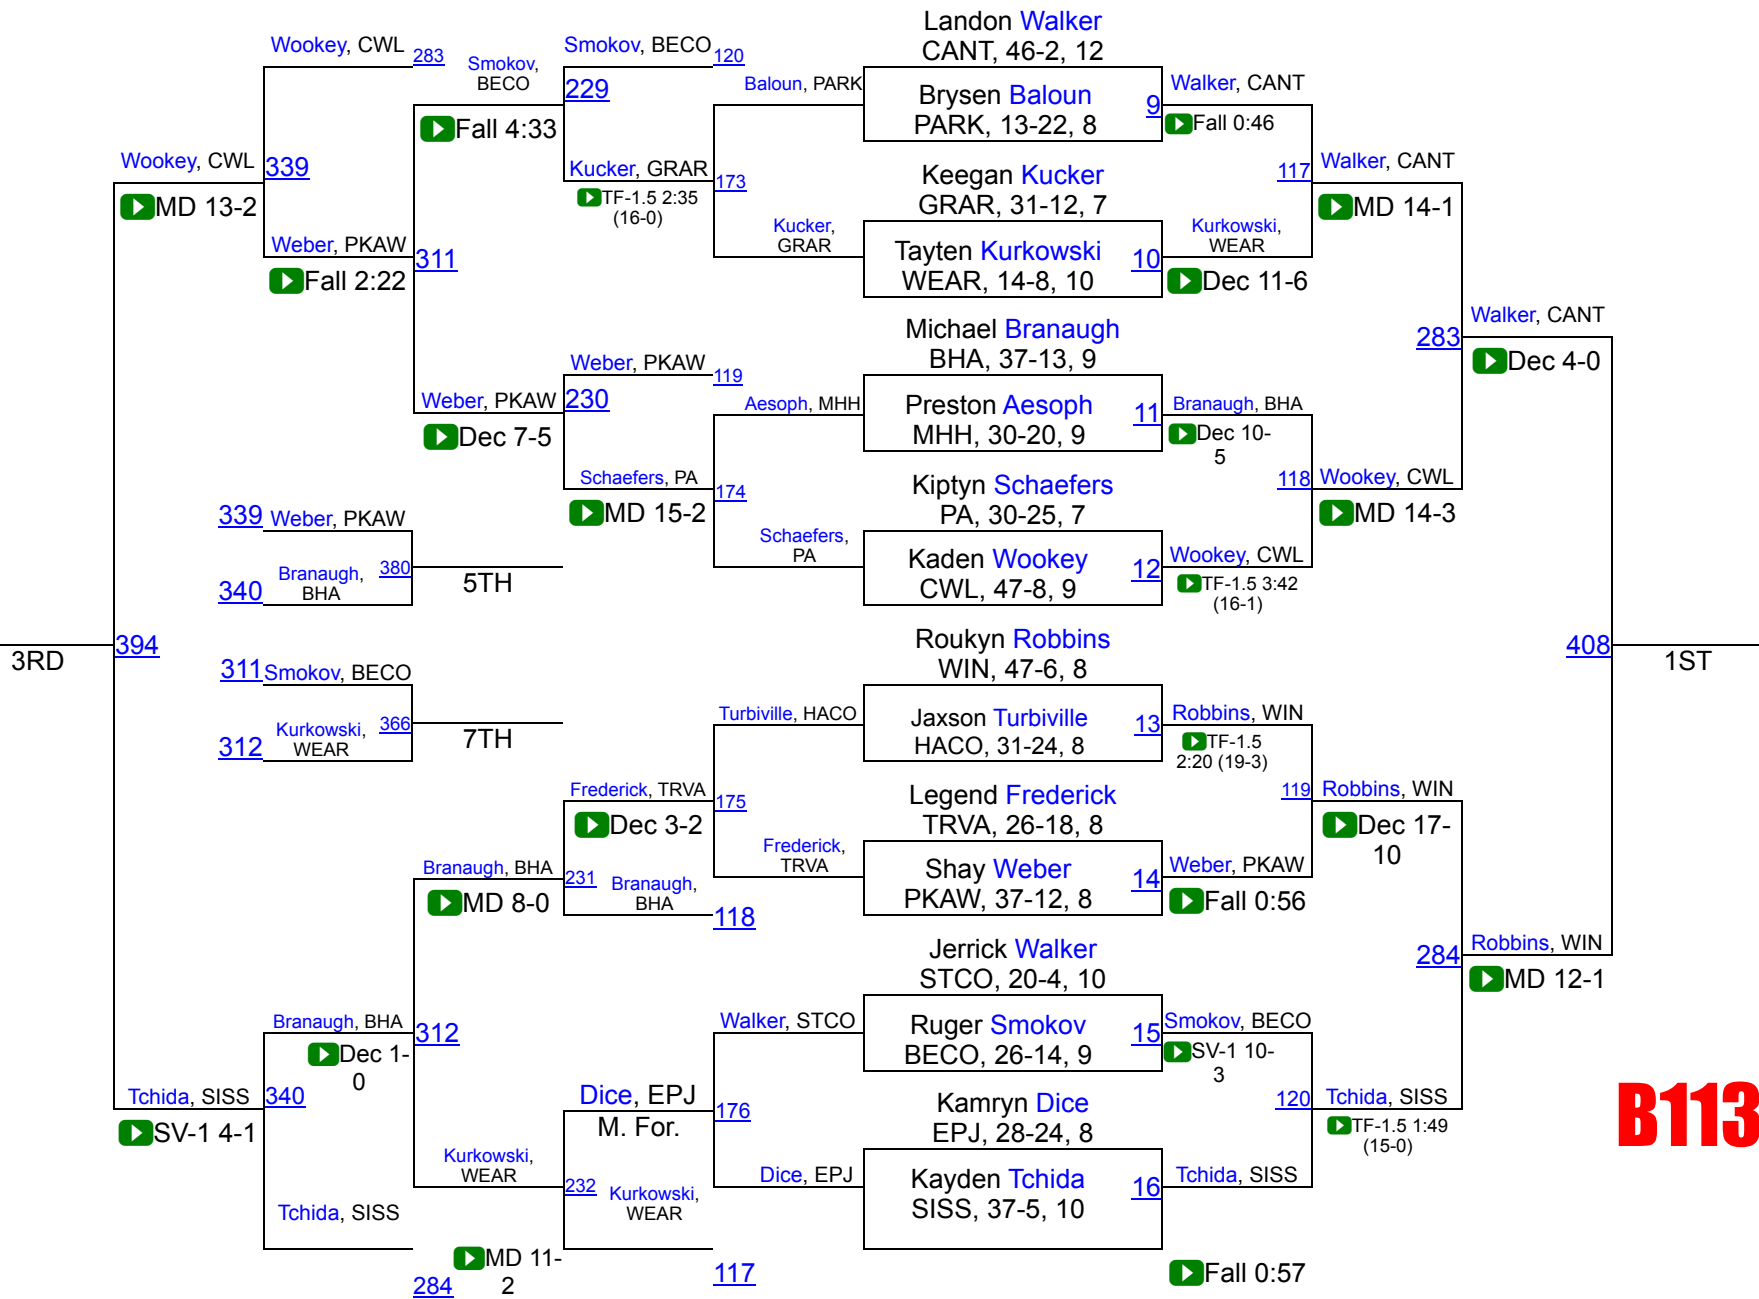 Landon Walker
CANT, 46-2, 12
Wookey, CWL
283
Smokov,
BECO
Smokov, BECO
120
229
Baloun, PARK
Brysen Baloun
PARK, 13-22, 8
9
Walker, CANT
Fall 0:46
Fall 4:33
Wookey, CWL
339
MD 13-2
Kucker, GRAR
173
TF-1.5 2:35
(16-0)
Keegan Kucker
GRAR, 31-12, 7
117
Walker, CANT
MD 14-1
Weber, PKAW
311
Fall 2:22
Kucker,
GRAR
Tayten Kurkowski
WEAR, 14-8, 10
10
Kurkowski,
WEAR
Dec 11-6
Michael Branaugh
BHA, 37-13, 9
283
Walker, CANT
Dec 4-0
Weber, PKAW
119
Weber, PKAW
230
Dec 7-5
Aesoph, MHH
Preston Aesoph
MHH, 30-20, 9
11
Branaugh, BHA
Dec 10-
5
Schaefers, PA
174
MD 15-2
Kiptyn Schaefers
PA, 30-25, 7
118
Wookey, CWL
MD 14-3
339
Weber, PKAW
Schaefers,
PA
Kaden Wookey
CWL, 47-8, 9
12
Wookey, CWL
TF-1.5 3:42
(16-1)
340
Branaugh,
BHA
380
5TH
3RD
394
Roukyn Robbins
WIN, 47-6, 8
408
1ST
311
Smokov, BECO
312
Kurkowski,
WEAR
366
7TH
Turbiville, HACO
Jaxson Turbiville
HACO, 31-24, 8
13
Robbins, WIN
TF-1.5
2:20 (19-3)
Frederick, TRVA
175
Dec 3-2
Legend Frederick
TRVA, 26-18, 8
119
Robbins, WIN
Dec 17-
10
Branaugh, BHA
231
MD 8-0
Branaugh,
BHA
118
Frederick,
TRVA
Shay Weber
PKAW, 37-12, 8
14
Weber, PKAW
Fall 0:56
Jerrick Walker
STCO, 20-4, 10
284
Robbins, WIN
MD 12-1
Branaugh, BHA
312
Dec 1-
0
Walker, STCO
Ruger Smokov
BECO, 26-14, 9
15
Smokov, BECO
SV-1 10-
3
Tchida, SISS
340
SV-1 4-1
Dice, EPJ
M. For.
176
Kamryn Dice
EPJ, 28-24, 8
120
Tchida, SISS
TF-1.5 1:49
(15-0)
B113
Kurkowski,
WEAR
232
Kurkowski,
WEAR
Dice, EPJ
Kayden Tchida
SISS, 37-5, 10
16
Tchida, SISS
Tchida, SISS
284
MD 11-
2
117
Fall 0:57